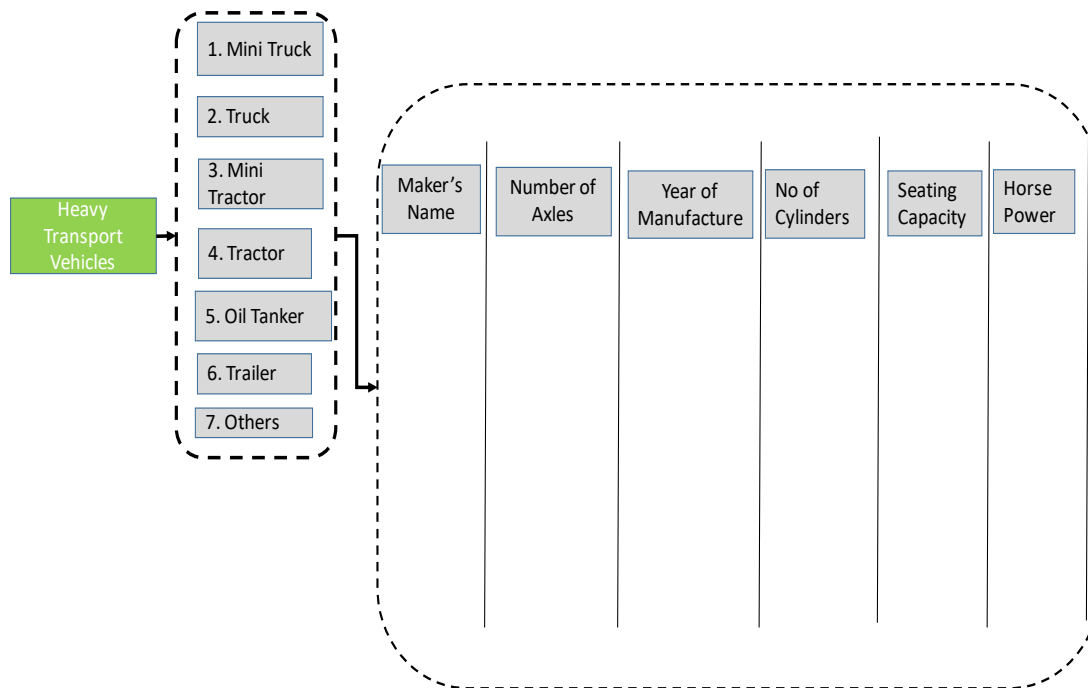 1. Mini Truck
2. Truck
3. Mini
Tractor
4. Tractor
5. Oil Tanker
6. Trailer
7. Others
Heavy
Transport
Vehicles
Maker’s
Name
Number of
Axles
Year of
Manufacture
No of
Cylinders
Seating
Capacity
Horse
Power